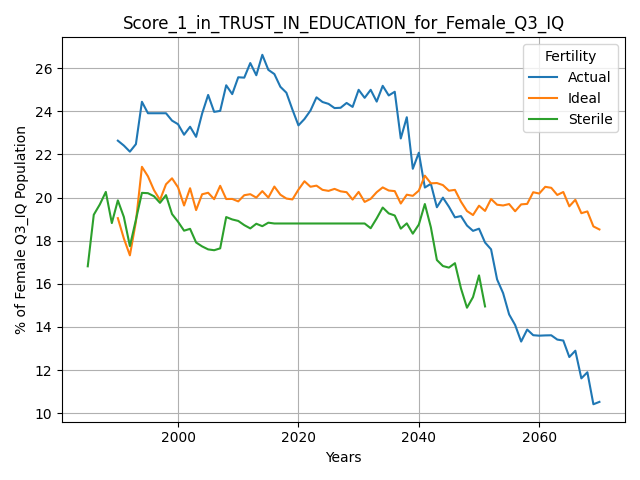 Score_1_in_TRUST_IN_EDUCATION_for_Female_Q3_IQ
% of Female Q3_IQ Population
26
24
22
20
18
16
14
12
10
Fertility
Actual
Ideal
Sterile
2000
2020
2040
2060
Years